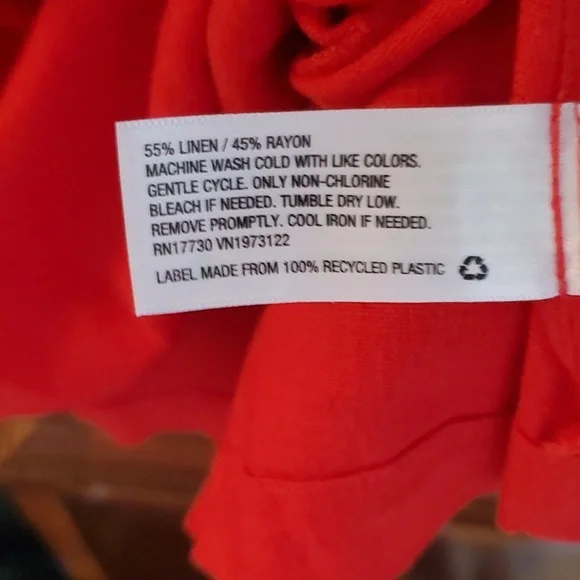 55% LINEN / 45% RAYON
MACHINE WASH COLD WITH LIKE COLORS.
GENTLE CYCLE. ONLY NON-CHLORINE
BLEACH IF NEEDED. TUMBLE DRY LOW.
REMOVE PROMPTLY. COOL IRON IF NEEDED.
RN17730 VN1973122
LABEL MADE FROM 100% RECYCLED PLASTIC